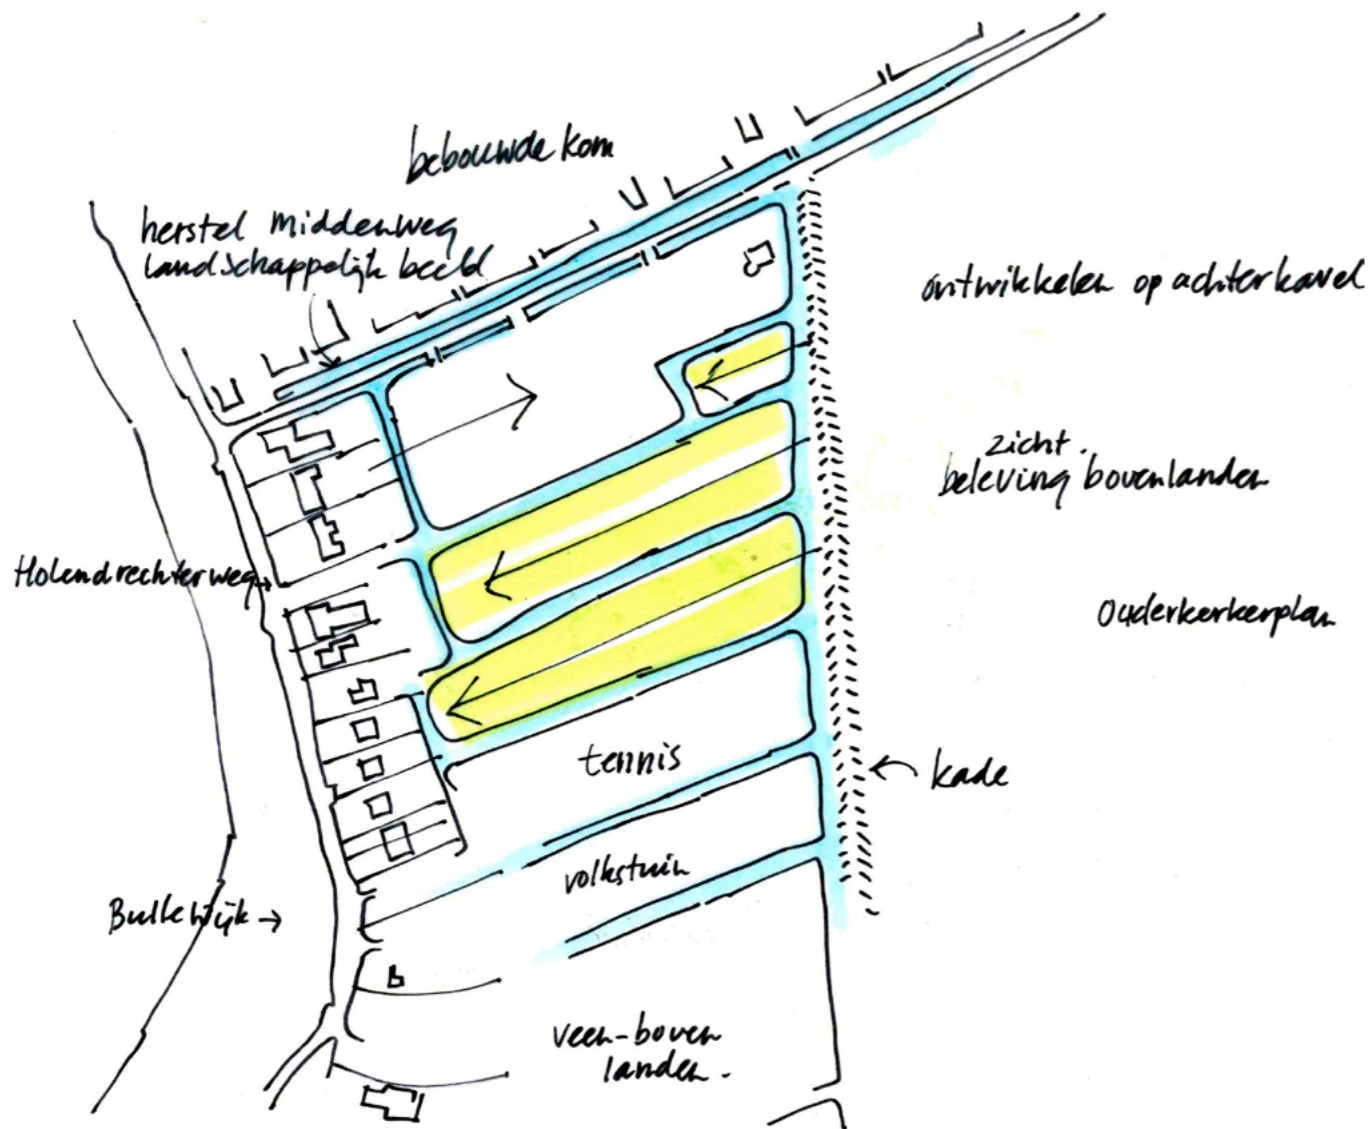 bebouwde kom
herstel middenweg
landschappelijk beeld
ontwikkelen op achterkavel
zicht.
beleving bovenlanden
Holendrechterweg
Ouderkerkerplan
tennis
kade
volkstuin
Bullewijk
veen-boven
landen.